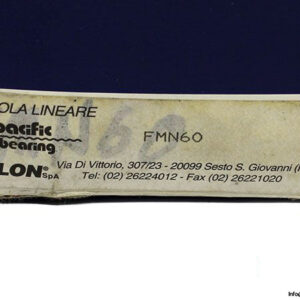 OLA LINEARE
pacific
bearing
FMN60
N60
LON® SpA
Via Di Vittorio, 307/23 - 20099 Sesto S. Giovanni (
Tel: (02) 26224012 - Fax (02) 26221020